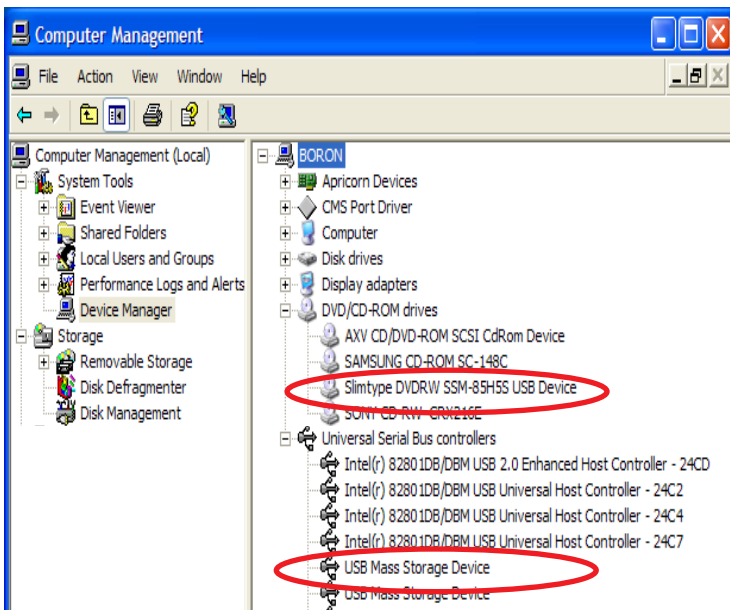 Computer Management
File Action View Window Help
Computer Management (Local)
System Tools
Event Viewer
Shared Folders
Local Users and Groups
Performance Logs and Alerts
Device Manager
Storage
Removable Storage
Disk Defragmenter
Disk Management
BORON
Apricorn Devices
CMS Port Driver
Computer
Disk drives
Display adapters
DVD/CD-ROM drives
AXV CD/DVD-ROM SCSI CdRom Device
SAMSUNG CD-ROM SC-148C
Slimtype DVDRW SSM-85H5S USB Device
SONY CD-RW CRX216E
Universal Serial Bus controllers
Intel(r) 82801DB/DBM USB 2.0 Enhanced Host Controller - 24CD
Intel(r) 82801DB/DBM USB Universal Host Controller - 24C2
Intel(r) 82801DB/DBM USB Universal Host Controller - 24C4
Intel(r) 82801DB/DBM USB Universal Host Controller - 24C7
USB Mass Storage Device
USB Mass Storage Device